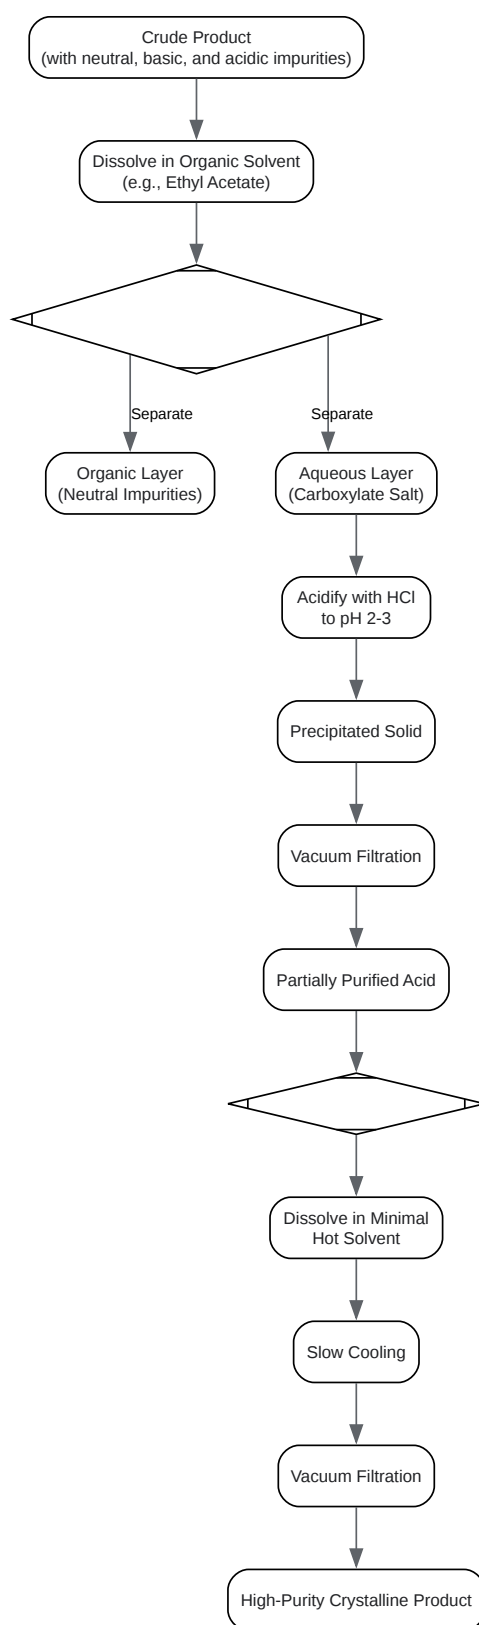 Crude Product
(with neutral, basic, and acidic impurities)
Dissolve in Organic Solvent
(e.g., Ethyl Acetate)
Separate
Separate
Organic Layer
(Neutral Impurities)
Aqueous Layer
(Carboxylate Salt)
Acidify with HCl
to pH 2-3
Precipitated Solid
Vacuum Filtration
Partially Purified Acid
Dissolve in Minimal
Hot Solvent
Slow Cooling
Vacuum Filtration
High-Purity Crystalline Product